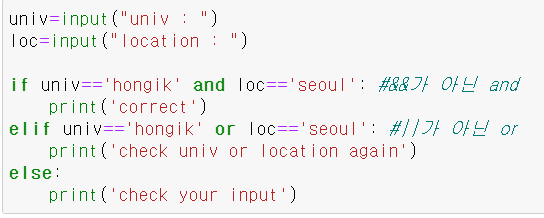 univ=input("univ : ")
loc=input("location : ")

if univ=='hongik' and loc=='seoul': #&&가 아닌 and
    print('correct')
elif univ=='hongik' or loc=='seoul': #||가 아닌 or
    print('check univ or location again')
else:
    print('check your input')